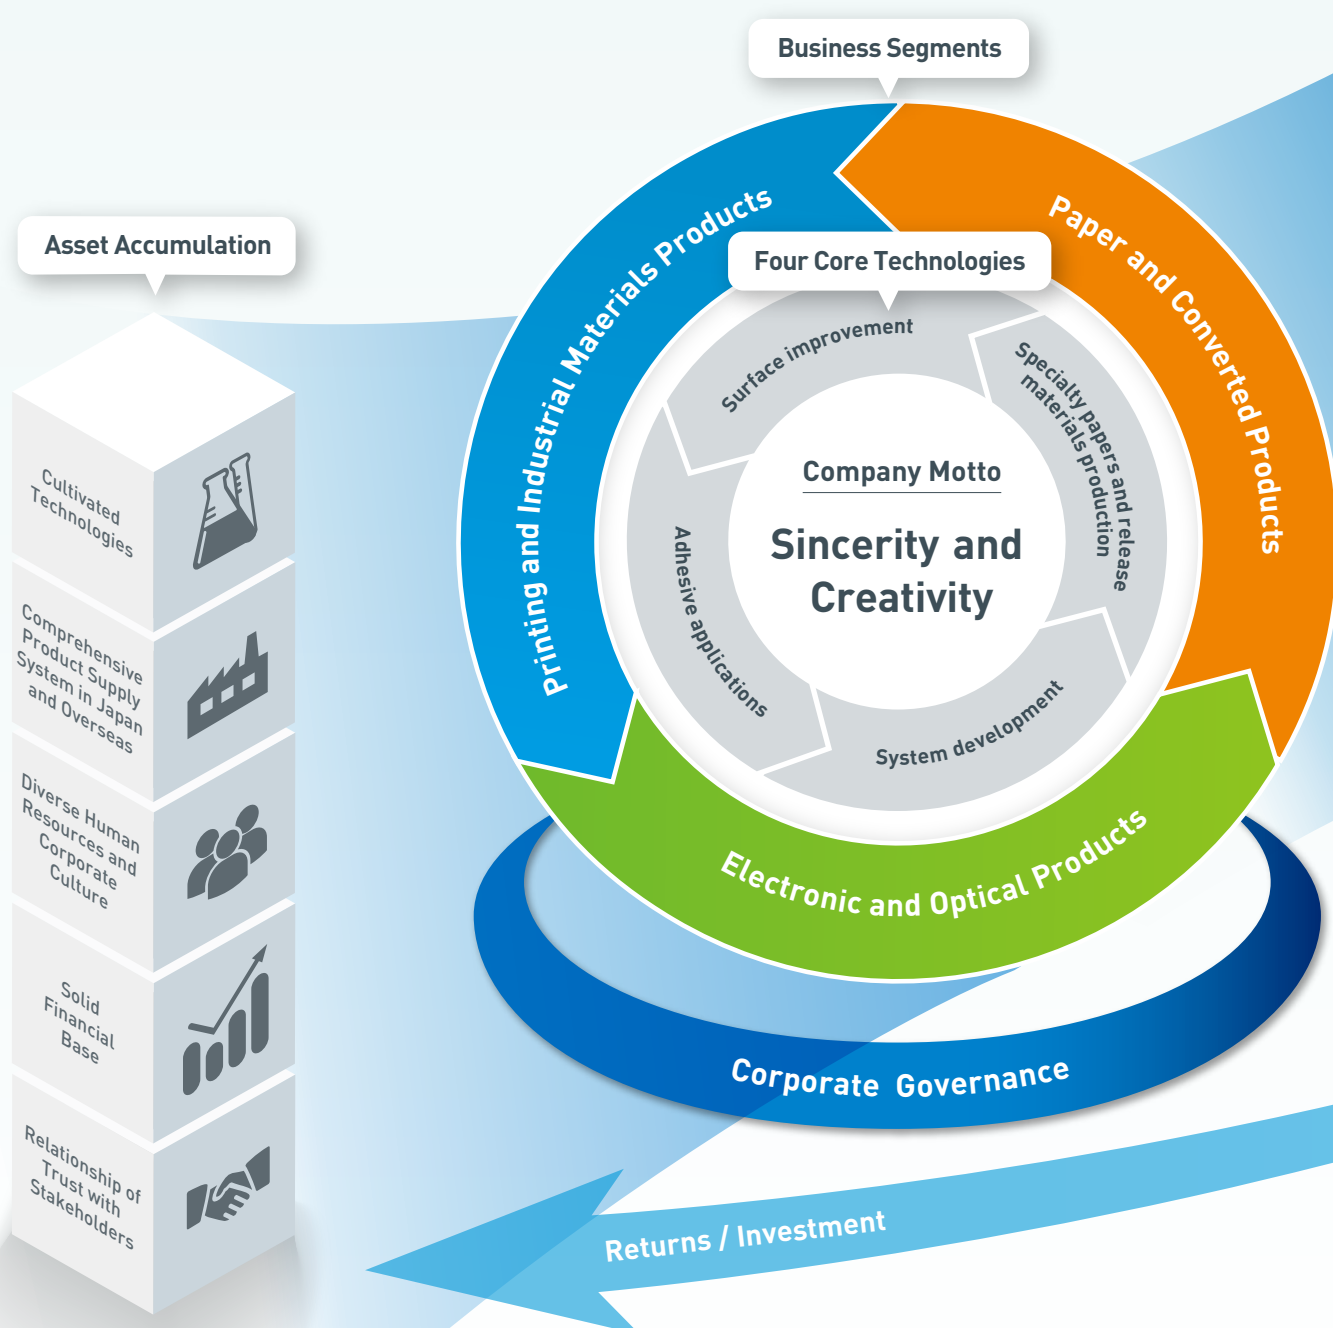 Business Segments
Asset Accumulation
Printing and Industrial Materials Products
Paper and Converted Products
Electronic and Optical Products
Four Core Technologies
Surface improvement
Specialty papers and release
materials production
Adhesive applications
System development
Company Motto
Sincerity and
Creativity
Cultivated
Technologies
Comprehensive
Product Supply
System in Japan
and Overseas
Diverse Human
Resources and
Corporate
Culture
Solid
Financial
Base
Relationship of
Trust with
Stakeholders
Corporate Governance
Returns / Investment